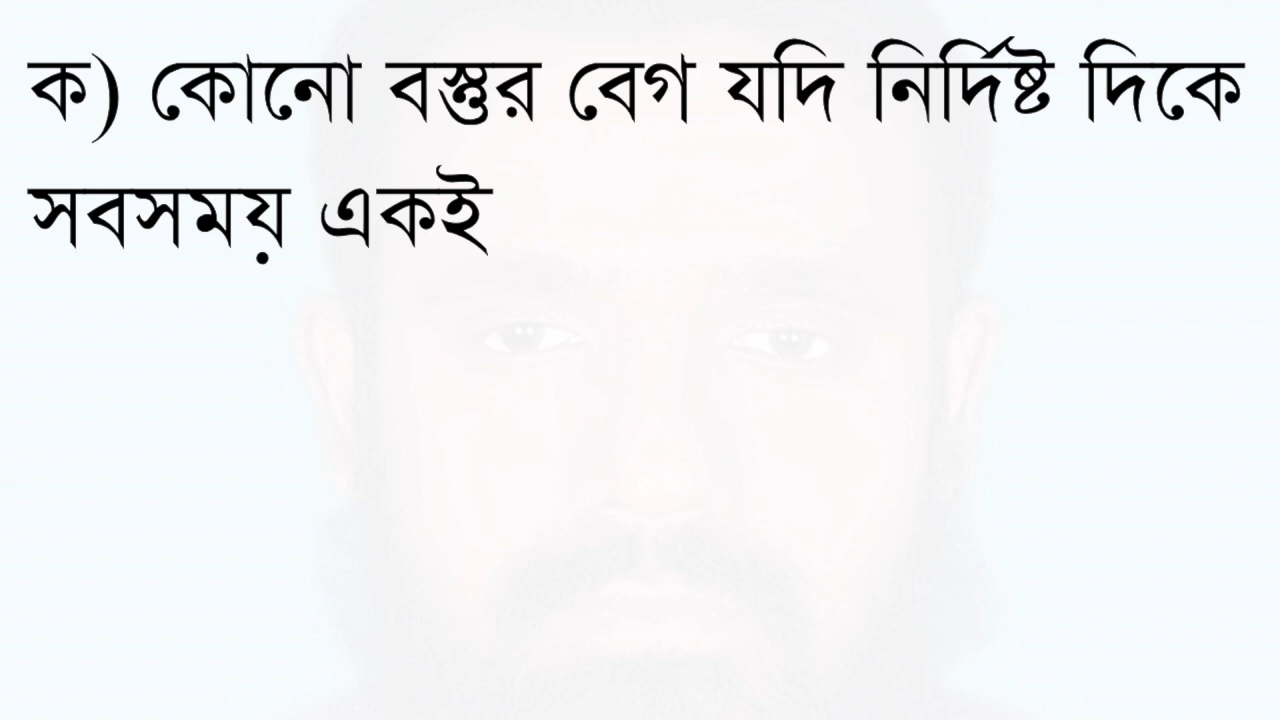 ক) কোনো বস্তুর বেগ যদি নির্দিষ্ট দিকে
সবসময় একই